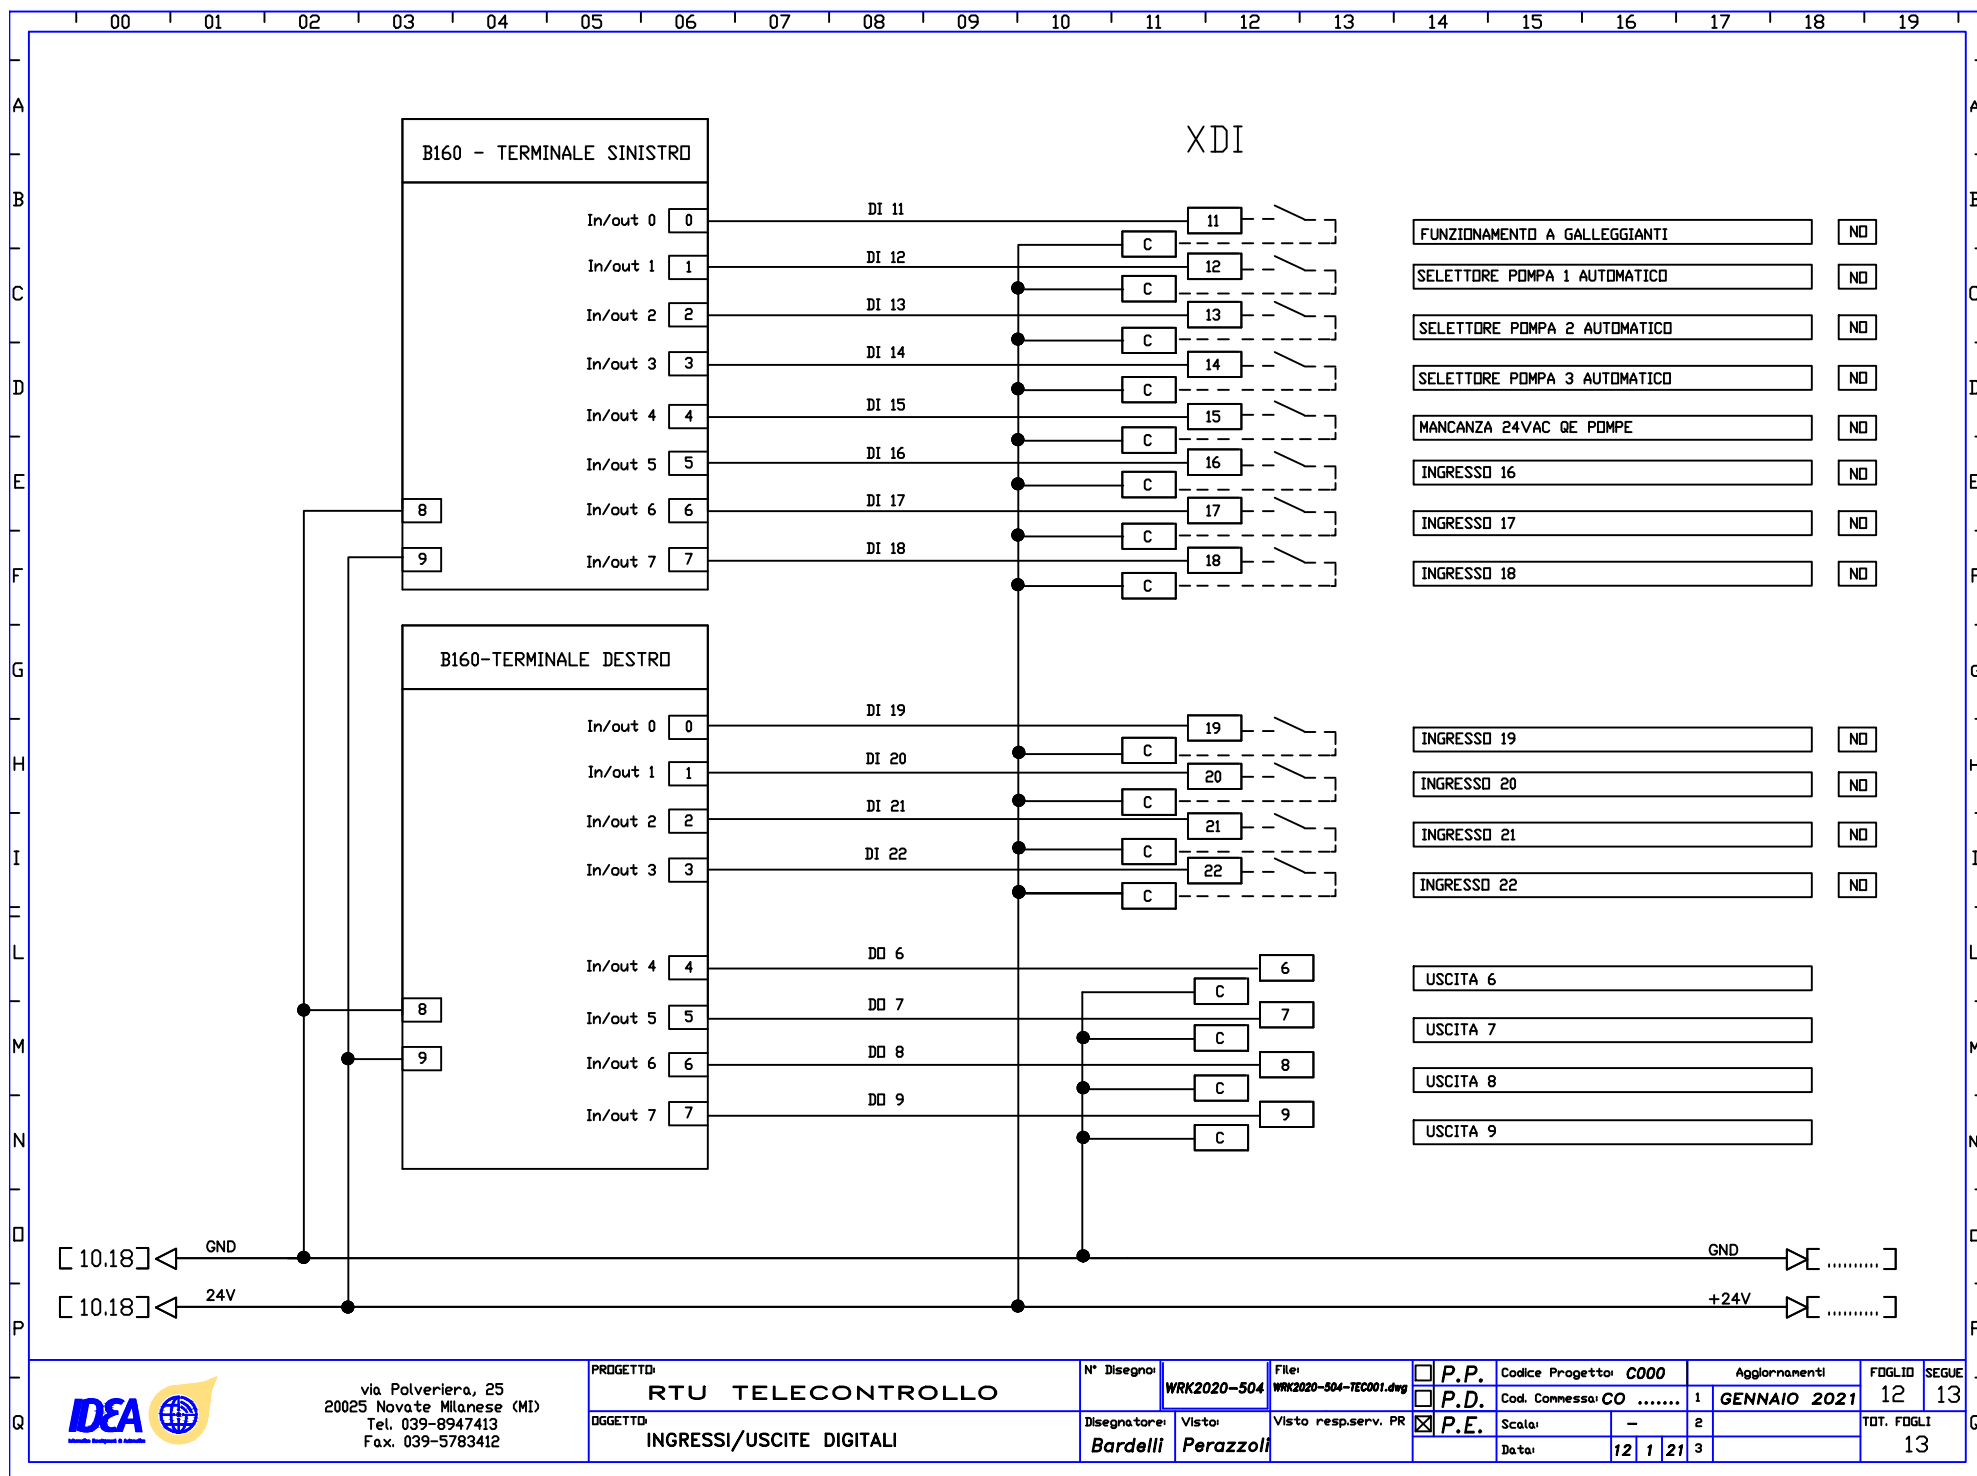 00 01 02 03 04 05 06 07 08 09 10 11 12 13 14 15 16 17 18 19
A
B
C
D
E
F
G
H
I
L
M
N
O
P
Q
B160 - TERMINALE SINISTRO
XDI
In/out 0 0 DI 11 11 C FUNZIONAMENTO A GALLEGGIANTI NO
In/out 1 1 DI 12 12 C SELETTORE POMPA 1 AUTOMATICO NO
In/out 2 2 DI 13 13 C SELETTORE POMPA 2 AUTOMATICO NO
In/out 3 3 DI 14 14 C SELETTORE POMPA 3 AUTOMATICO NO
In/out 4 4 DI 15 15 C MANCANZA 24VAC QE POMPE NO
In/out 5 5 DI 16 16 C INGRESSO 16 NO
8 In/out 6 6 DI 17 17 C INGRESSO 17 NO
9 In/out 7 7 DI 18 18 C INGRESSO 18 NO
B160-TERMINALE DESTRO
In/out 0 0 DI 19 19 C INGRESSO 19 NO
In/out 1 1 DI 20 20 C INGRESSO 20 NO
In/out 2 2 DI 21 21 C INGRESSO 21 NO
In/out 3 3 DI 22 22 C INGRESSO 22 NO
In/out 4 4 DO 6 6 C USCITA 6
8 In/out 5 5 DO 7 7 C USCITA 7
9 In/out 6 6 DO 8 8 C USCITA 8
In/out 7 7 DO 9 9 C USCITA 9
[10.18] GND GND [..........]
[10.18] 24V +24V [..........]
IDEA
via Polveriera, 25
20025 Novate Milanese (MI)
Tel. 039-8947413
Fax. 039-5783412
PROGETTO:
RTU TELECONTROLLO
OGGETTO:
INGRESSI/USCITE DIGITALI
N° Disegno: WRK2020-504
File: WRK2020-504-TEC001.dwg
Disegnatore: Bardelli
Visto: Perazzoli
Visto resp.serv. PR
P.P.
P.D.
P.E.
Codice Progetto: C000
Cod. Commessa: CO .......
Scala: -
Data: 12 1 21
Aggiornamenti
1 GENNAIO 2021
2
3
FOGLIO 12
SEGUE 13
TOT. FOGLI
13